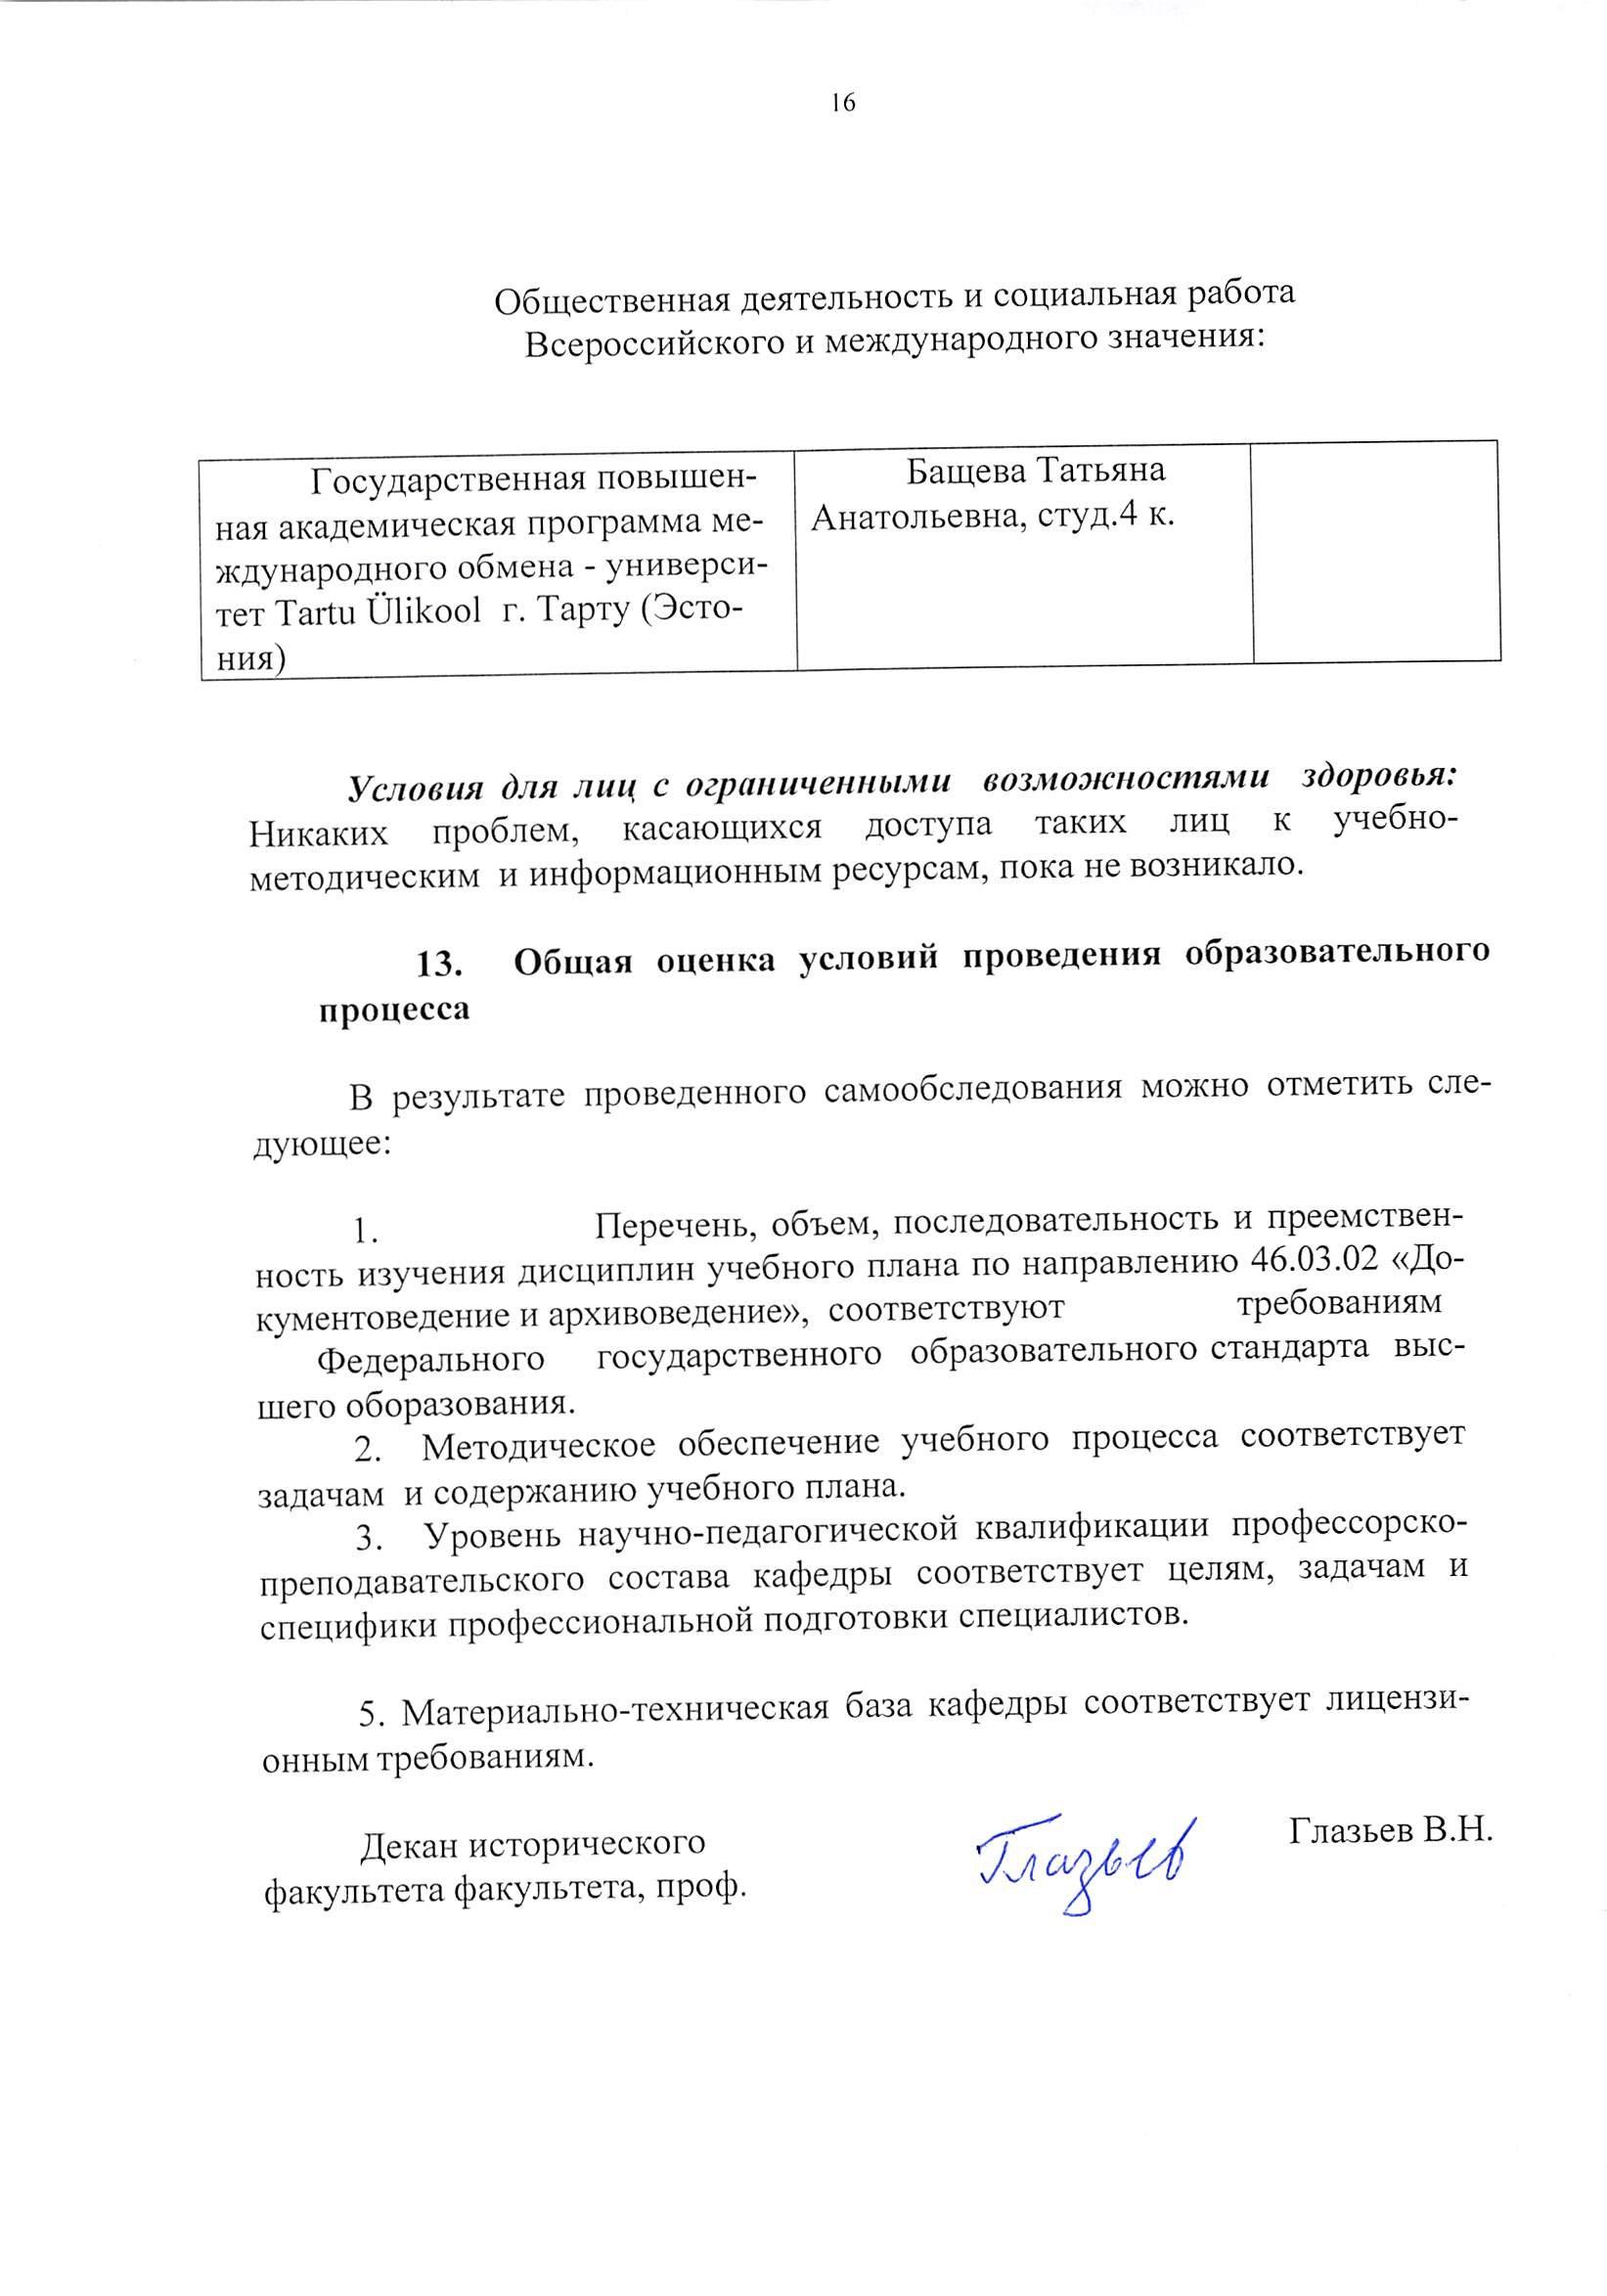 16
Общественная деятельность и социальная работа
Всероссийского и международного значения:
Государственная повышен-
ная академическая программа ме-
ждународного обмена - универси-
тет Tartu Ülikool г. Тарту (Эсто-
ния)
Бащева Татьяна
Анатольевна, студ.4 к.
Условия для лиц с ограниченными возможностями здоровья:
Никаких проблем, касающихся доступа таких лиц к учебно-
методическим и информационным ресурсам, пока не возникало.
13. Общая оценка условий проведения образовательного
процесса
В результате проведенного самообследования можно отметить сле-
дующее:
1. Перечень, объем, последовательность и преемствен-
ность изучения дисциплин учебного плана по направлению 46.03.02 «До-
кументоведение и архивоведение», соответствуют требованиям
Федерального государственного образовательного стандарта выс-
шего оборазования.
2. Методическое обеспечение учебного процесса соответствует
задачам и содержанию учебного плана.
3. Уровень научно-педагогической квалификации профессорско-
преподавательского состава кафедры соответствует целям, задачам и
специфики профессиональной подготовки специалистов.
5. Материально-техническая база кафедры соответствует лицензи-
онным требованиям.
Декан исторического
факультета факультета, проф.
Глазьев
Глазьев В.Н.